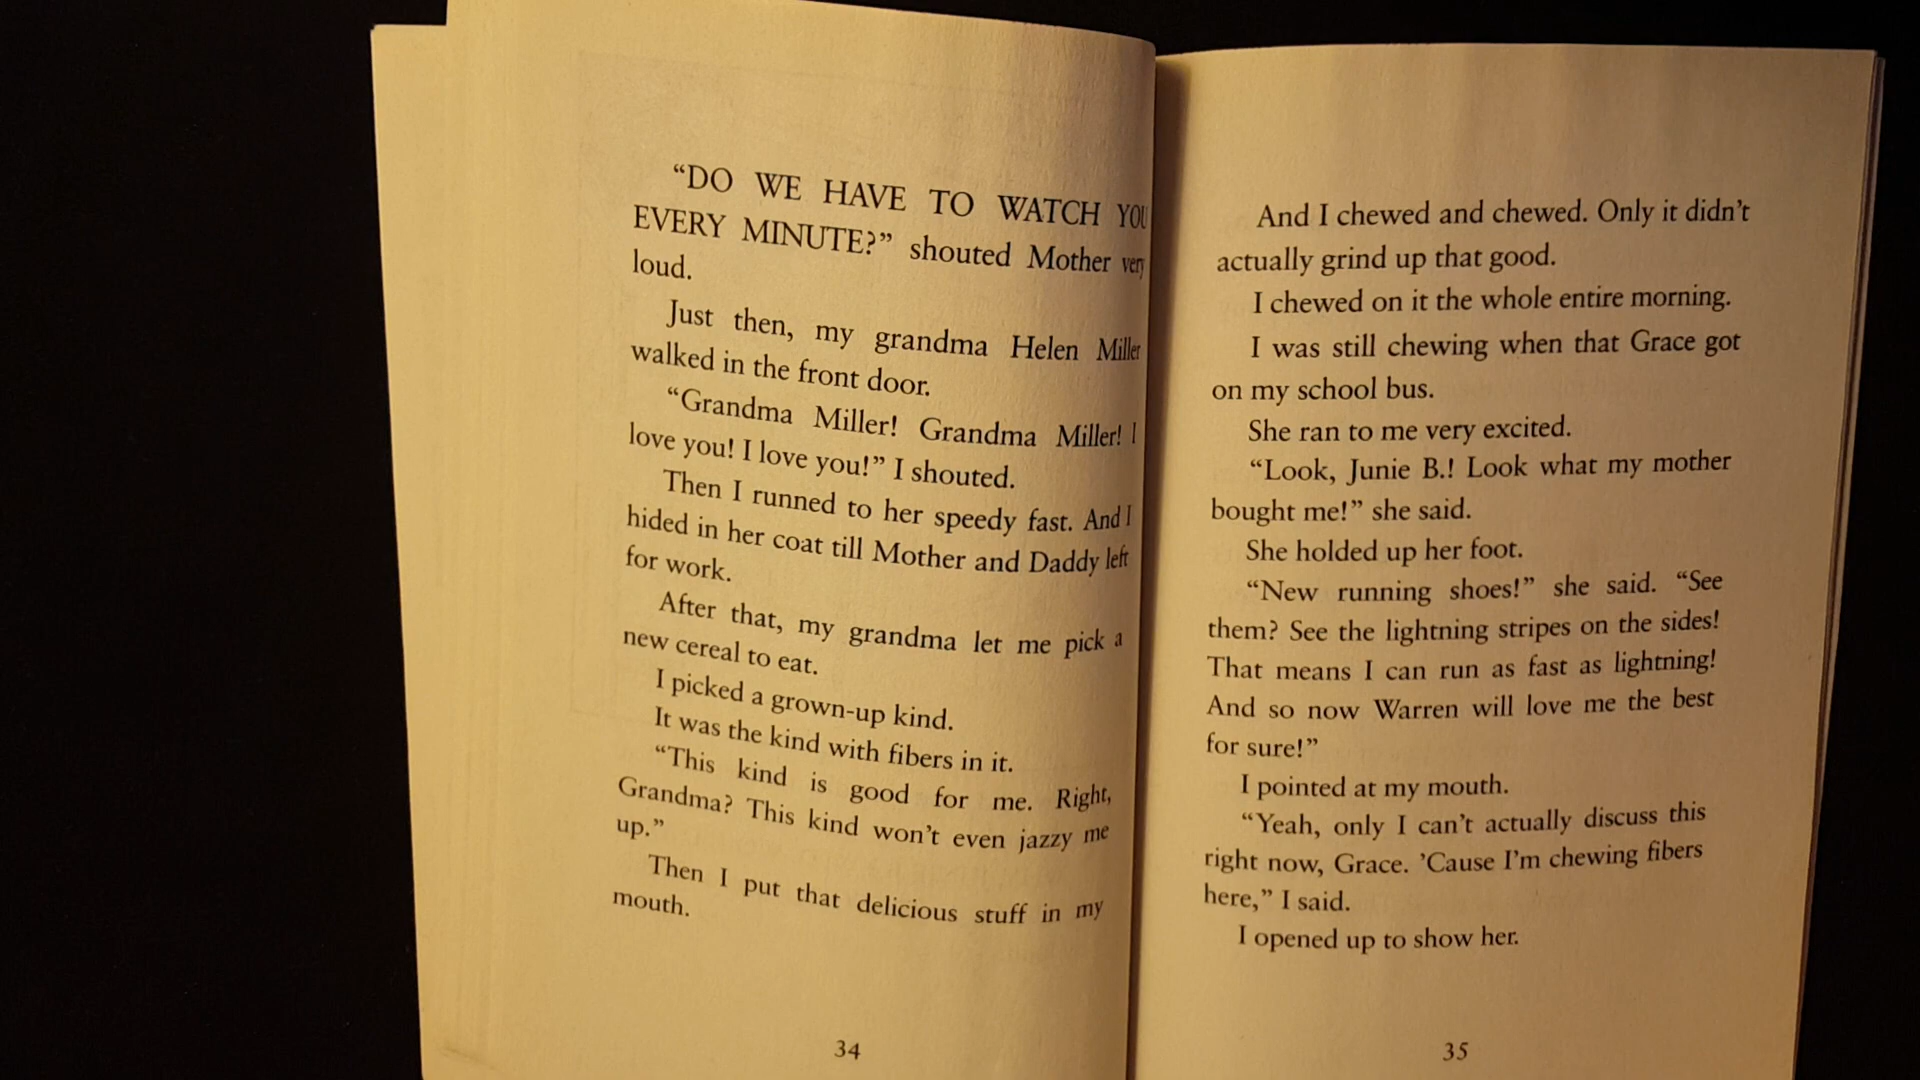 “DO WE HAVE TO WATCH YOU
EVERY MINUTE?” shouted Mother very
loud.
Just then, my grandma Helen Miller
walked in the front door.
“Grandma Miller! Grandma Miller! I
love you! I love you!” I shouted.
Then I runned to her speedy fast. And I
hided in her coat till Mother and Daddy left
for work.
After that, my grandma let me pick a
new cereal to eat.
I picked a grown-up kind.
It was the kind with fibers in it.
“This kind is good for me. Right,
Grandma? This kind won’t even jazzy me
up.”
Then I put that delicious stuff in my
mouth.
34
And I chewed and chewed. Only it didn’t
actually grind up that good.
I chewed on it the whole entire morning.
I was still chewing when that Grace got
on my school bus.
She ran to me very excited.
“Look, Junie B.! Look what my mother
bought me!” she said.
She holded up her foot.
“New running shoes!” she said. “See
them? See the lightning stripes on the sides!
That means I can run as fast as lightning!
And so now Warren will love me the best
for sure!”
I pointed at my mouth.
“Yeah, only I can’t actually discuss this
right now, Grace. ’Cause I’m chewing fibers
here,” I said.
I opened up to show her.
35